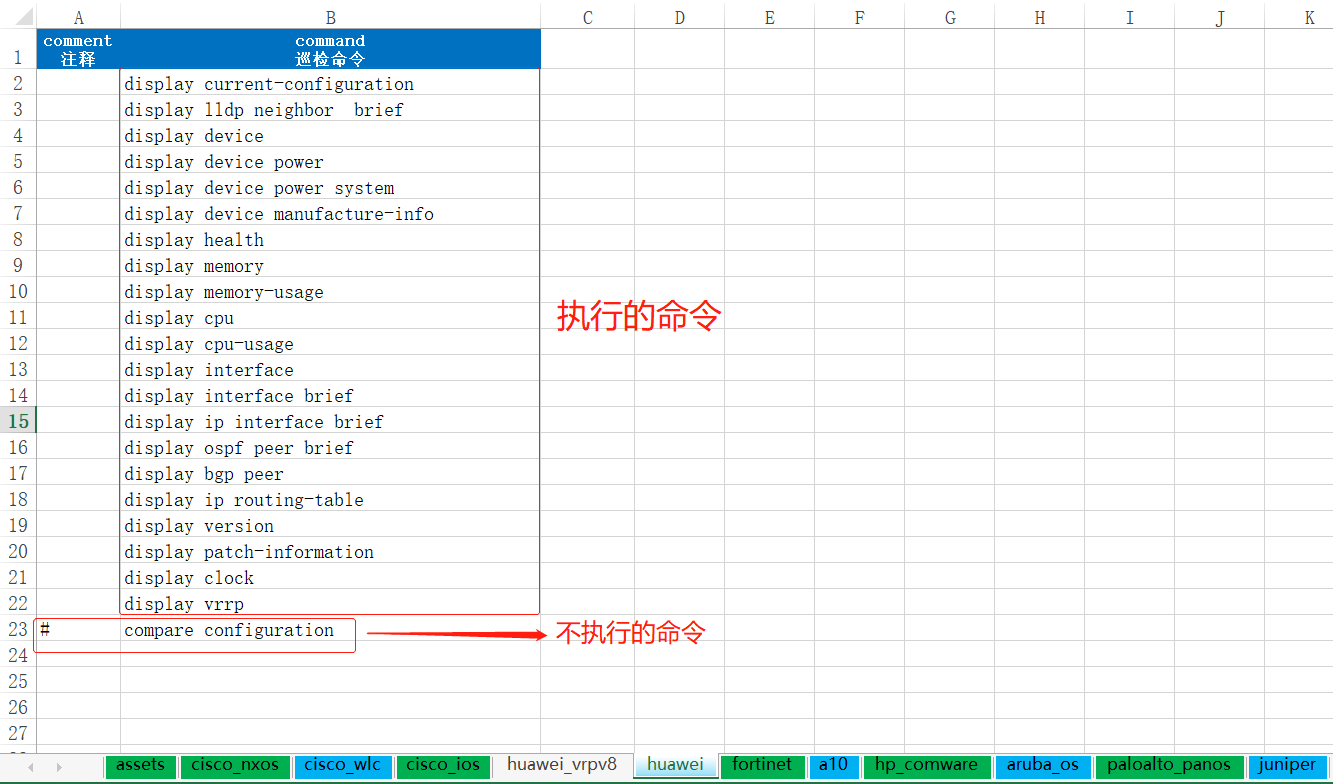 A B C D E F G H I J K
comment command
1 注释 巡检命令
2 display current-configuration
3 display lldp neighbor  brief
4 display device
5 display device power
6 display device power system
7 display device manufacture-info
8 display health
9 display memory
10 display memory-usage
11 display cpu 执行的命令
12 display cpu-usage
13 display interface
14 display interface brief
15 display ip interface brief
16 display ospf peer brief
17 display bgp peer
18 display ip routing-table
19 display version
20 display patch-information
21 display clock
22 display vrrp
23 # compare configuration 不执行的命令
24
25
26
27
assets cisco_nxos cisco_wlc cisco_ios huawei_vrpv8 huawei fortinet a10 hp_comware aruba_os paloalto_panos juniper